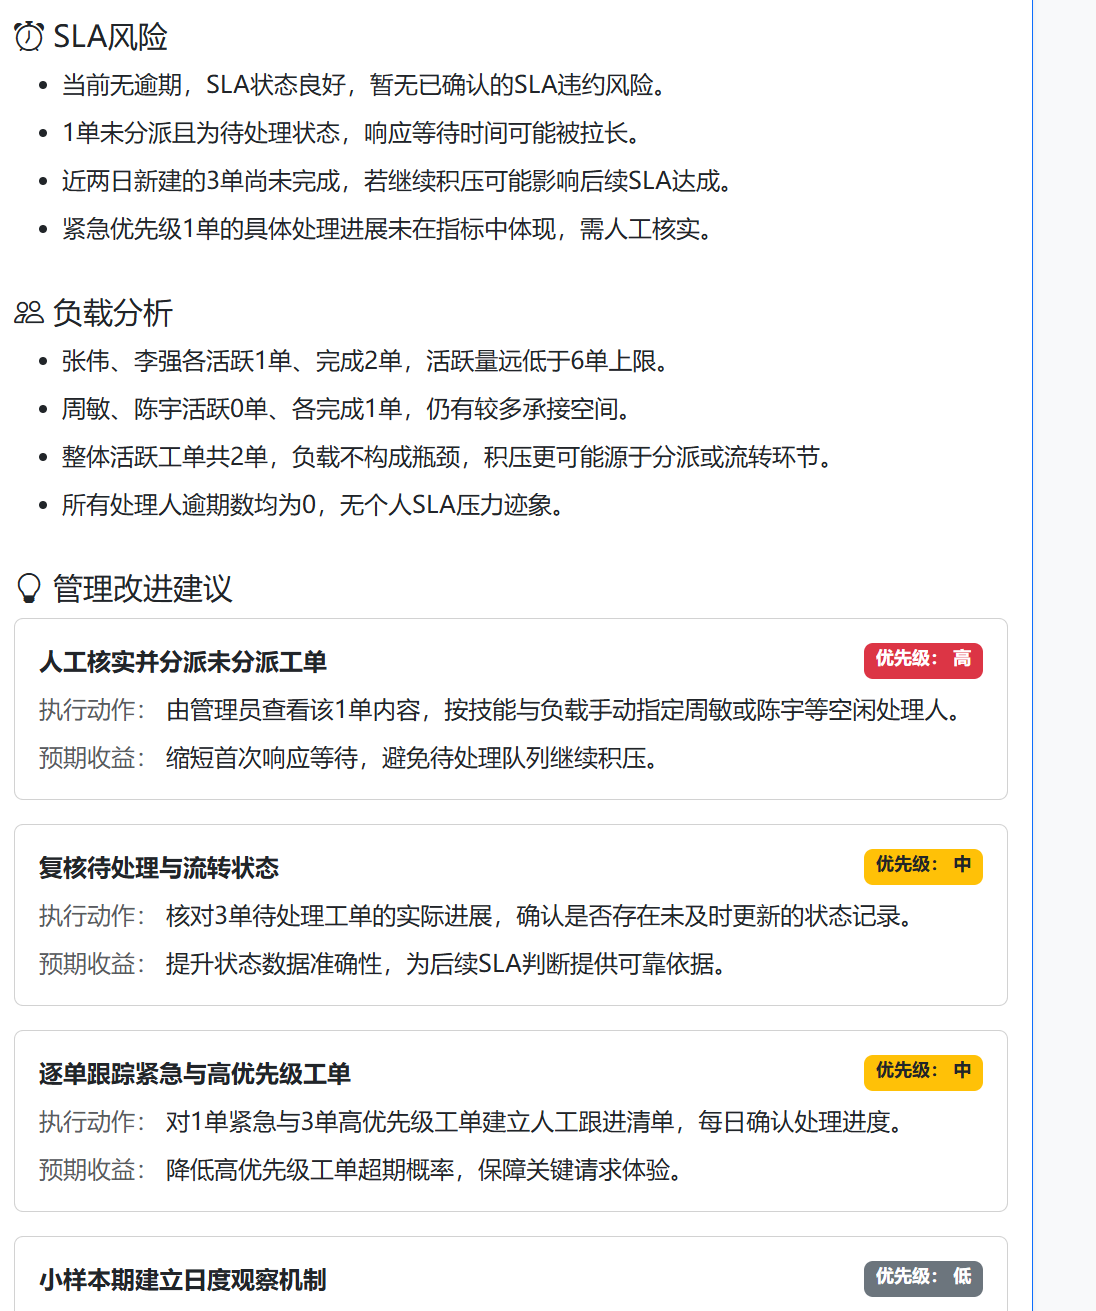 SLA风险
当前无逾期，SLA状态良好，暂无已确认的SLA违约风险。
1单未分派且为待处理状态，响应等待时间可能被拉长。
近两日新建的3单尚未完成，若继续积压可能影响后续SLA达成。
紧急优先级1单的具体处理进展未在指标中体现，需人工核实。
负载分析
张伟、李强各活跃1单、完成2单，活跃量远低于6单上限。
周敏、陈宇活跃0单、各完成1单，仍有较多承接空间。
整体活跃工单共2单，负载不构成瓶颈，积压更可能源于分派或流转环节。
所有处理人逾期数均为0，无个人SLA压力迹象。
管理改进建议
人工核实并分派未分派工单 优先级： 高
执行动作： 由管理员查看该1单内容，按技能与负载手动指定周敏或陈宇等空闲处理人。
预期收益： 缩短首次响应等待，避免待处理队列继续积压。
复核待处理与流转状态 优先级： 中
执行动作： 核对3单待处理工单的实际进展，确认是否存在未及时更新的状态记录。
预期收益： 提升状态数据准确性，为后续SLA判断提供可靠依据。
逐单跟踪紧急与高优先级工单 优先级： 中
执行动作： 对1单紧急与3单高优先级工单建立人工跟进清单，每日确认处理进度。
预期收益： 降低高优先级工单超期概率，保障关键请求体验。
小样本期建立日度观察机制 优先级： 低